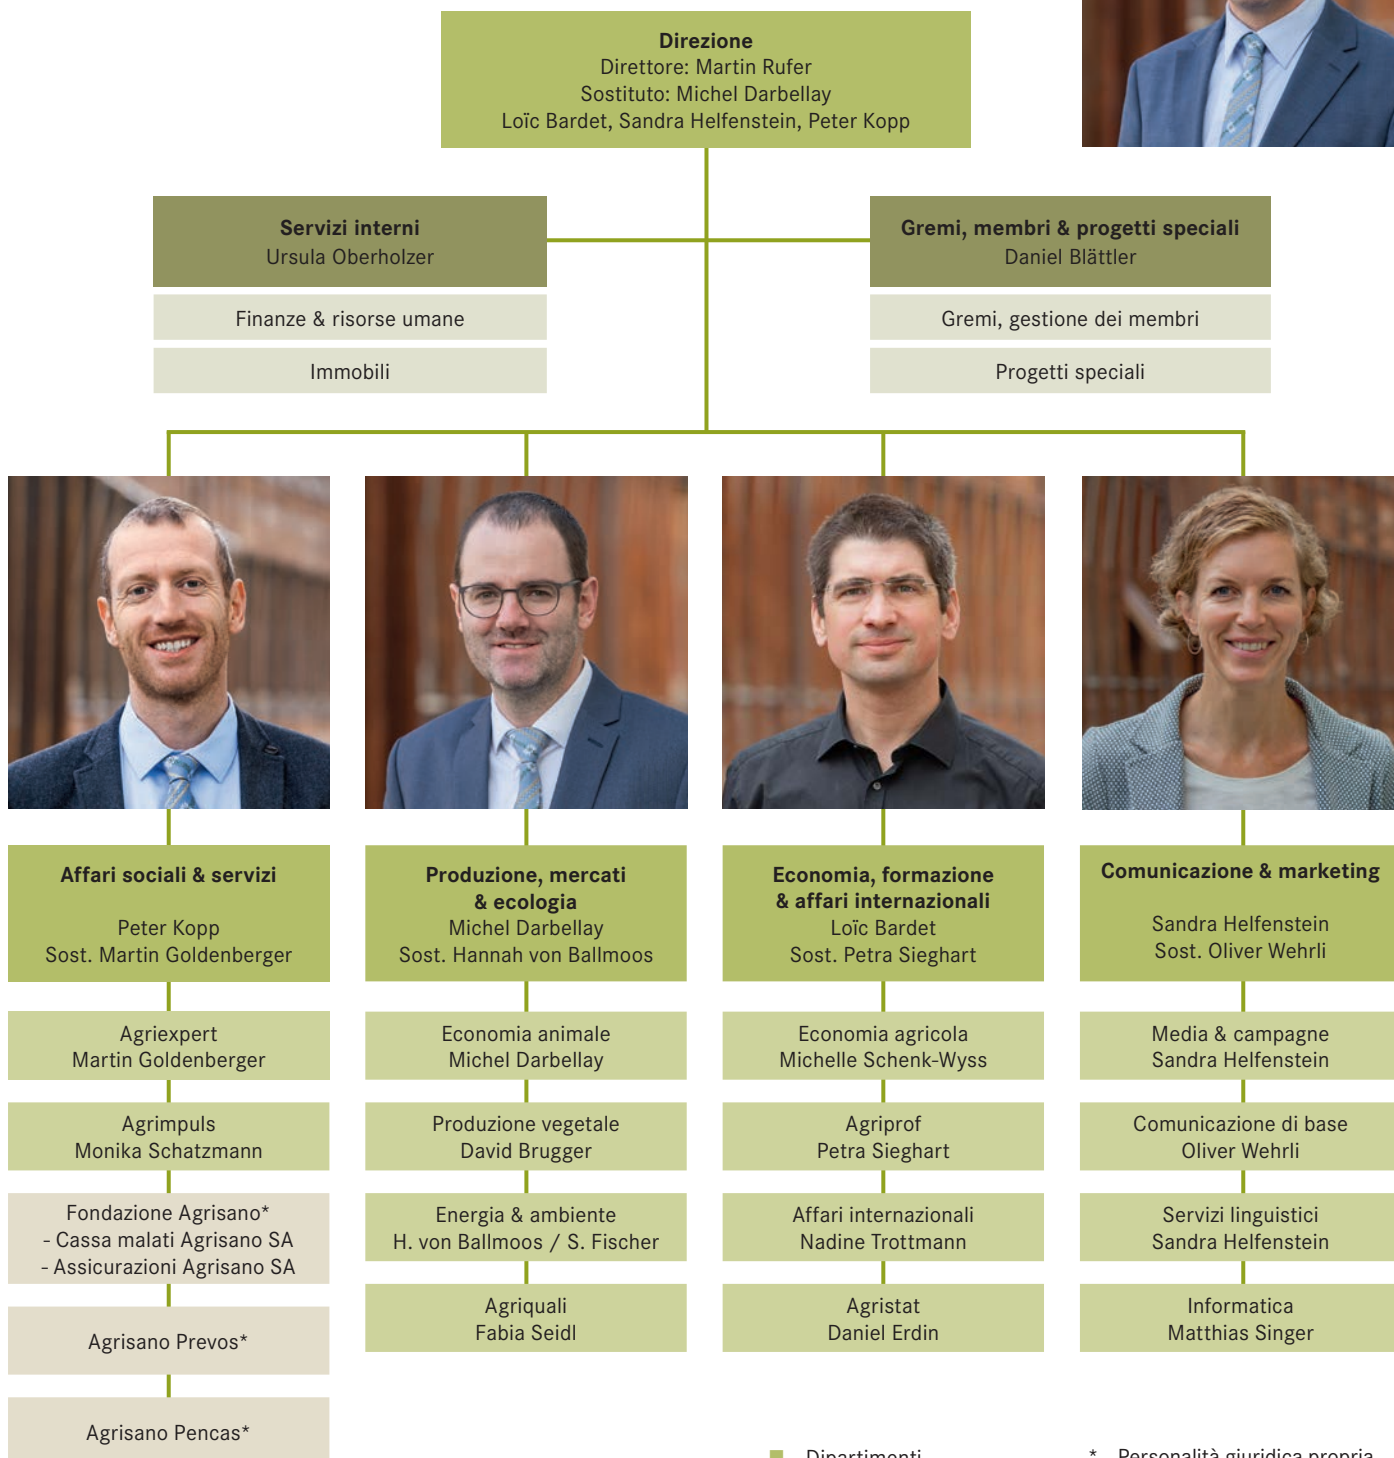 Direzione
Direttore: Martin Rufer
Sostituto: Michel Darbellay
Loïc Bardet, Sandra Helfenstein, Peter Kopp
Servizi interni
Ursula Oberholzer
Finanze & risorse umane
Immobili
Gremi, membri & progetti speciali
Daniel Blättler
Gremi, gestione dei membri
Progetti speciali
Affari sociali & servizi
Peter Kopp
Sost. Martin Goldenberger
Agriexpert
Martin Goldenberger
Agrimpuls
Monika Schatzmann
Fondazione Agrisano*
- Cassa malati Agrisano SA
- Assicurazioni Agrisano SA
Agrisano Prevos*
Agrisano Pencas*
Produzione, mercati
& ecologia
Michel Darbellay
Sost. Hannah von Ballmoos
Economia animale
Michel Darbellay
Produzione vegetale
David Brugger
Energia & ambiente
H. von Ballmoos / S. Fischer
Agriquali
Fabia Seidl
Economia, formazione
& affari internazionali
Loïc Bardet
Sost. Petra Sieghart
Economia agricola
Michelle Schenk-Wyss
Agriprof
Petra Sieghart
Affari internazionali
Nadine Trottmann
Agristat
Daniel Erdin
Comunicazione & marketing
Sandra Helfenstein
Sost. Oliver Wehrli
Media & campagne
Sandra Helfenstein
Comunicazione di base
Oliver Wehrli
Servizi linguistici
Sandra Helfenstein
Informatica
Matthias Singer
Dipartimenti
* Personalità giuridica propria